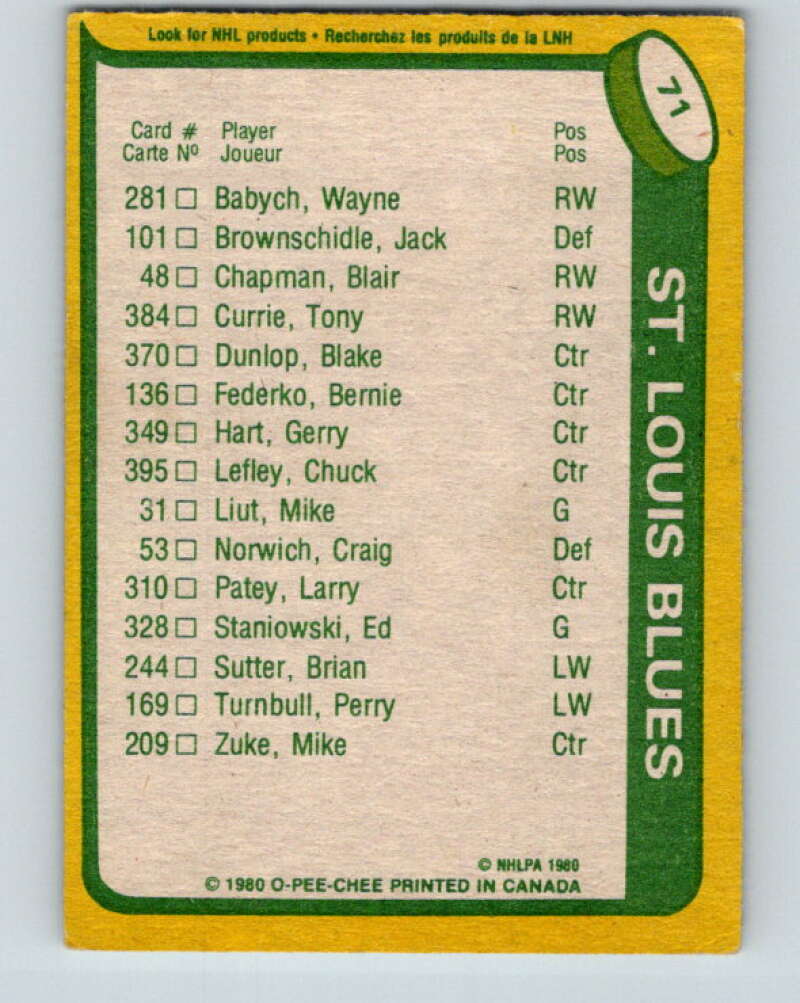 Look for NHL products • Recherchez les produits de la LNH
71
Card # Player Pos
Carte Nº Joueur Pos
281 □ Babych, Wayne RW
101 □ Brownschidle, Jack Def
48 □ Chapman, Blair RW
384 □ Currie, Tony RW
370 □ Dunlop, Blake Ctr
136 □ Federko, Bernie Ctr
349 □ Hart, Gerry Ctr
395 □ Lefley, Chuck Ctr
31 □ Liut, Mike G
53 □ Norwich, Craig Def
310 □ Patey, Larry Ctr
328 □ Staniowski, Ed G
244 □ Sutter, Brian LW
169 □ Turnbull, Perry LW
209 □ Zuke, Mike Ctr
ST. LOUIS BLUES
© NHLPA 1980
© 1980 O-PEE-CHEE PRINTED IN CANADA